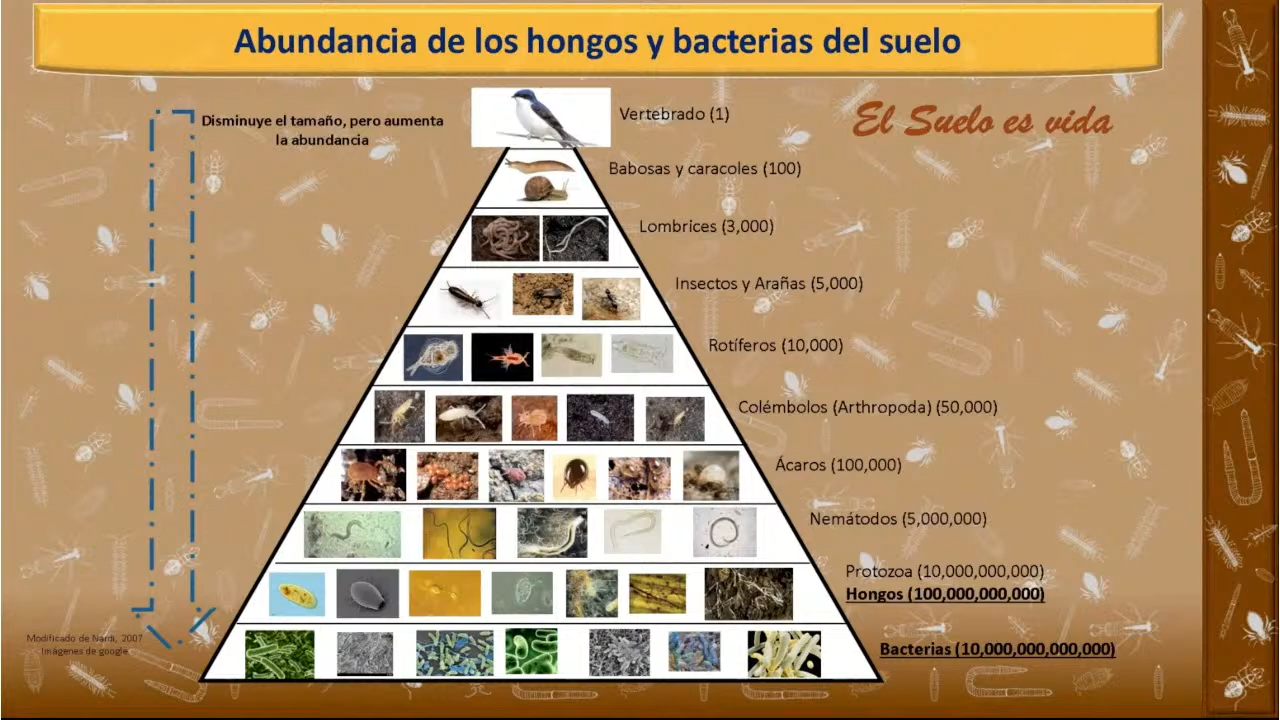 Abundancia de los hongos y bacterias del suelo
Disminuye el tamaño, pero aumenta
la abundancia
El Suelo es vida
Vertebrado (1)
Babosas y caracoles (100)
Lombrices (3,000)
Insectos y Arañas (5,000)
Rotíferos (10,000)
Colémbolos (Arthropoda) (50,000)
Ácaros (100,000)
Nemátodos (5,000,000)
Protozoa (10,000,000,000)
Hongos (100,000,000,000)
Bacterias (10,000,000,000,000)
Modificado de Nardi, 2007
Imágenes de google.